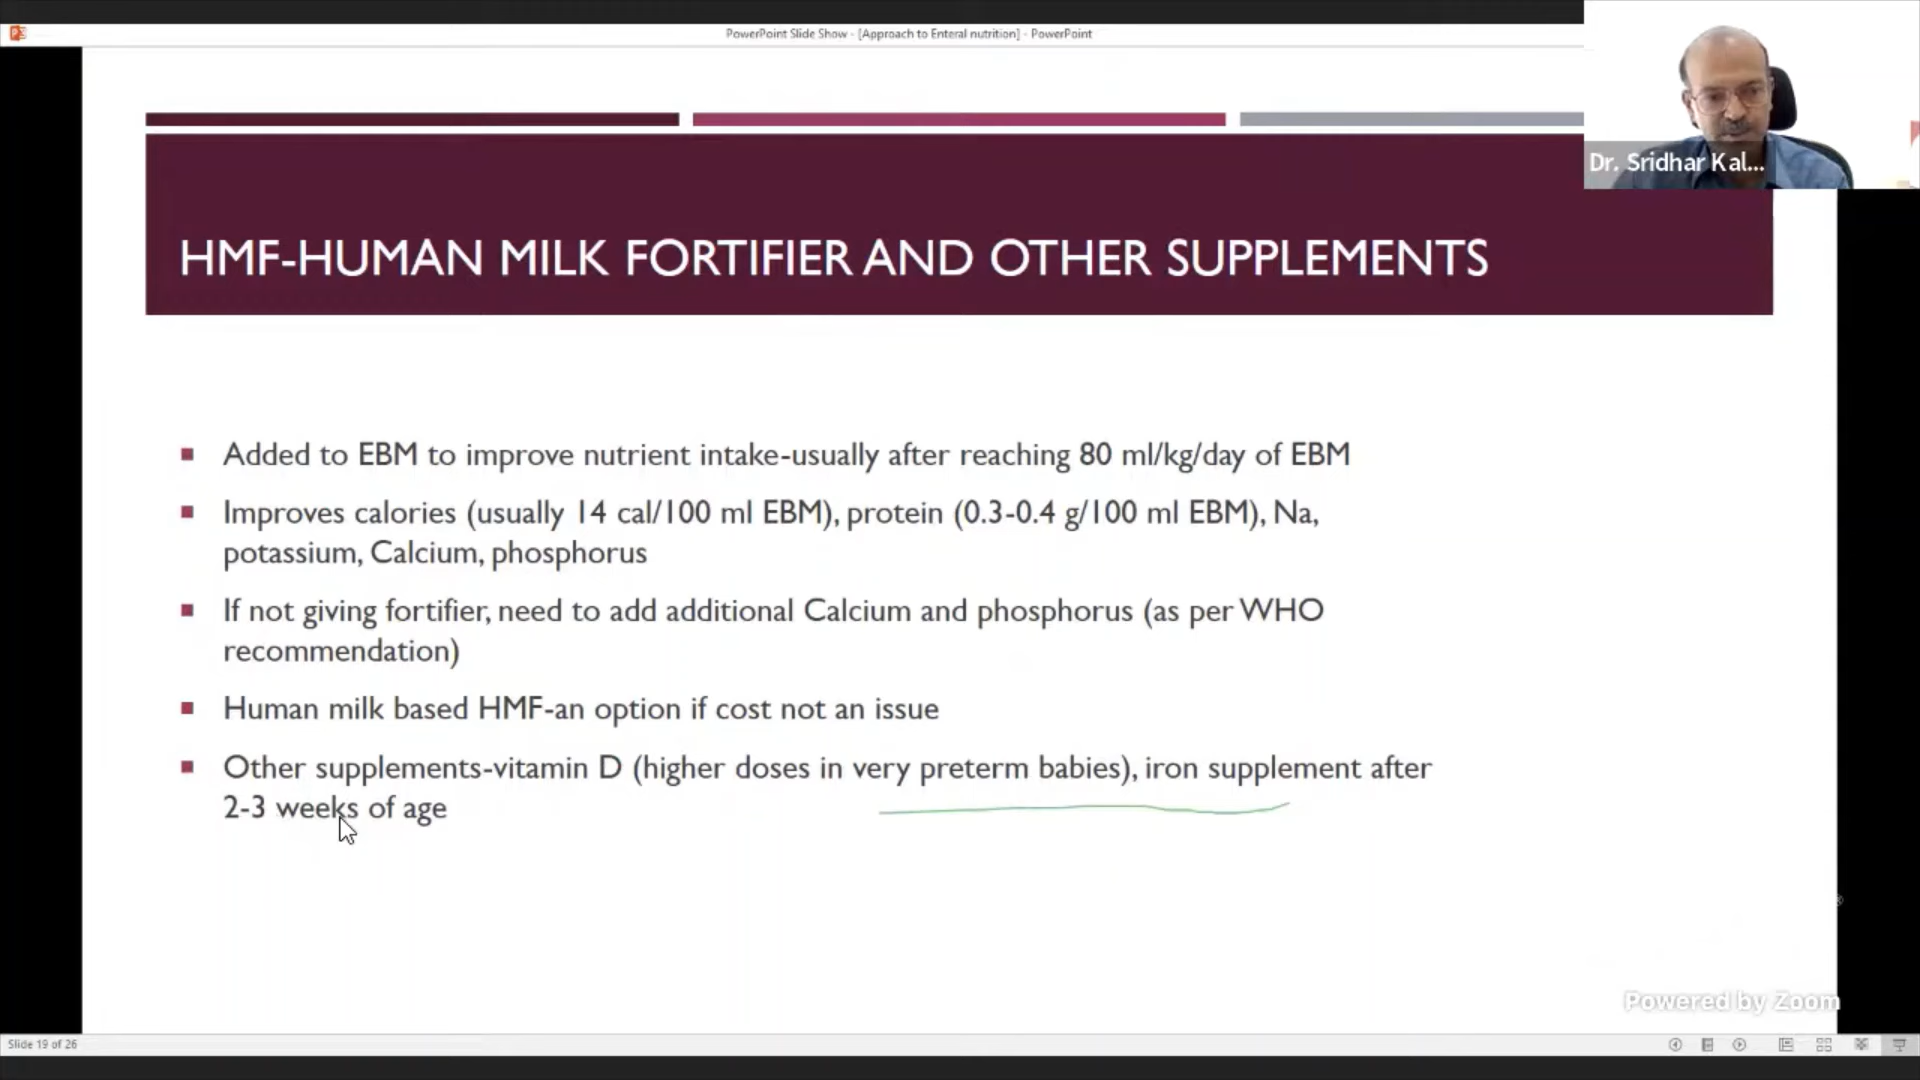 PowerPoint Slide Show - [Approach to Enteral nutrition] - PowerPoint
Dr. Sridhar Kal...
HMF-HUMAN MILK FORTIFIER AND OTHER SUPPLEMENTS
Added to EBM to improve nutrient intake-usually after reaching 80 ml/kg/day of EBM
Improves calories (usually 14 cal/100 ml EBM), protein (0.3-0.4 g/100 ml EBM), Na,
potassium, Calcium, phosphorus
If not giving fortifier, need to add additional Calcium and phosphorus (as per WHO
recommendation)
Human milk based HMF-an option if cost not an issue
Other supplements-vitamin D (higher doses in very preterm babies), iron supplement after
2-3 weeks of age
Powered by Zoom
Slide 19 of 26